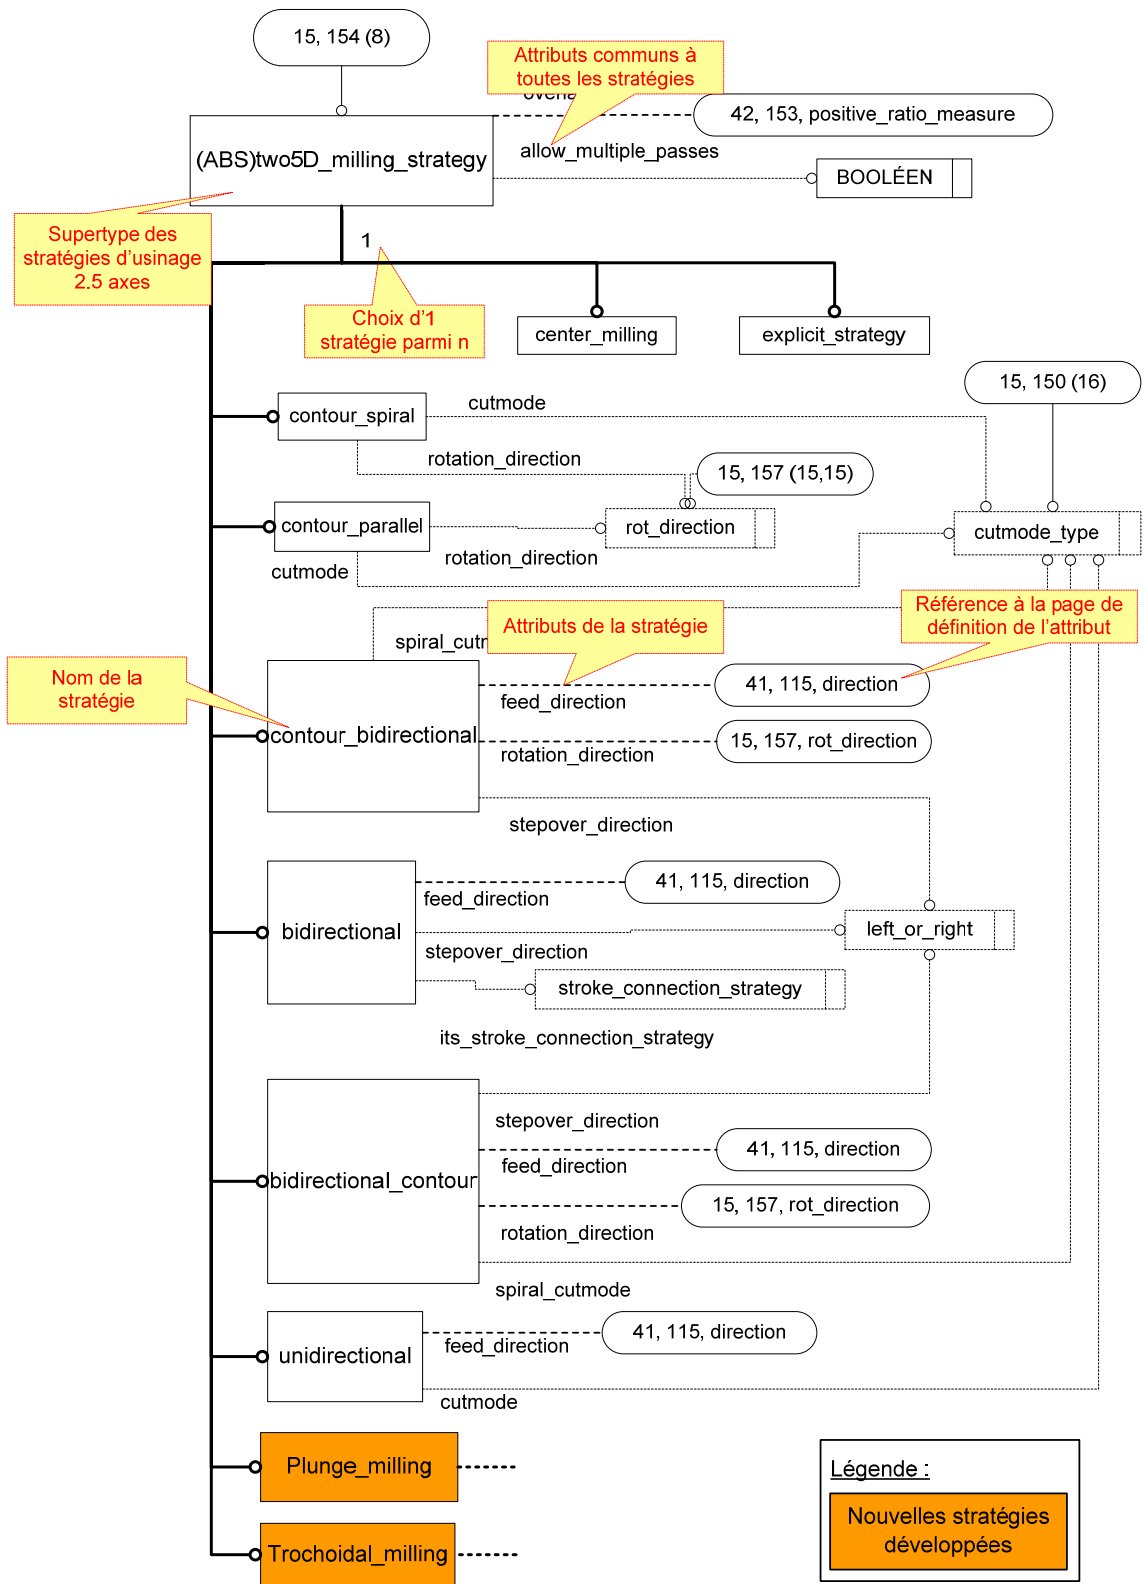 15, 154 (8)
Attributs communs à
toutes les stratégies
42, 153, positive_ratio_measure
(ABS)two5D_milling_strategy
allow_multiple_passes
BOOLÉEN
Supertype des
stratégies d'usinage
2.5 axes
1
Choix d'1
stratégie parmi n
center_milling
explicit_strategy
15, 150 (16)
contour_spiral
cutmode
rotation_direction
15, 157 (15,15)
contour_parallel
rot_direction
cutmode_type
rotation_direction
cutmode
Attributs de la stratégie
Référence à la page de
définition de l'attribut
Nom de la
stratégie
41, 115, direction
feed_direction
contour_bidirectional
15, 157, rot_direction
rotation_direction
stepover_direction
41, 115, direction
feed_direction
bidirectional
left_or_right
stepover_direction
stroke_connection_strategy
its_stroke_connection_strategy
stepover_direction
41, 115, direction
feed_direction
bidirectional_contour
15, 157, rot_direction
rotation_direction
spiral_cutmode
41, 115, direction
feed_direction
unidirectional
cutmode
Plunge_milling
Légende :
Nouvelles stratégies
développées
Trochoidal_milling